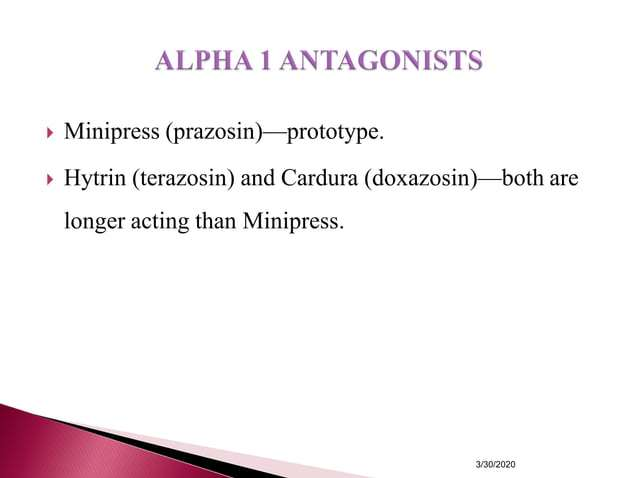 ALPHA 1 ANTAGONISTS
Minipress (prazosin)—prototype.
Hytrin (terazosin) and Cardura (doxazosin)—both are
longer acting than Minipress.
3/30/2020